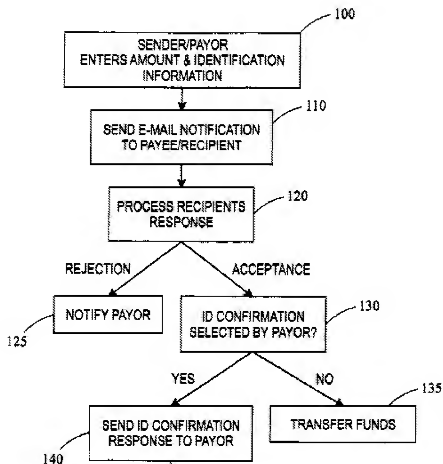 100
SENDER/PAYOR
ENTERS AMOUNT & IDENTIFICATION
INFORMATION
110
SEND E-MAIL NOTIFICATION
TO PAYEE/RECIPIENT
120
PROCESS RECIPIENTS
RESPONSE
REJECTION
ACCEPTANCE
125
NOTIFY PAYOR
130
ID CONFIRMATION
SELECTED BY PAYOR?
YES
NO
135
140
SEND ID CONFIRMATION
RESPONSE TO PAYOR
TRANSFER FUNDS